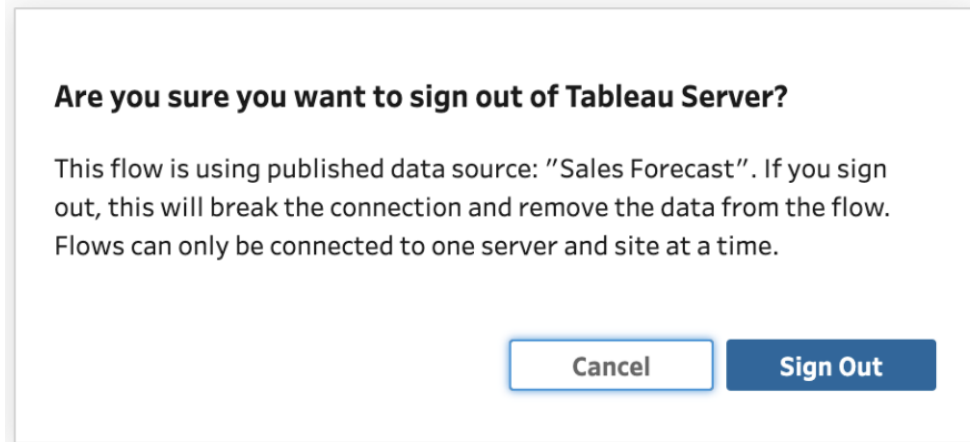 Are you sure you want to sign out of Tableau Server?
This flow is using published data source: "Sales Forecast". If you sign
out, this will break the connection and remove the data from the flow.
Flows can only be connected to one server and site at a time.
Cancel Sign Out